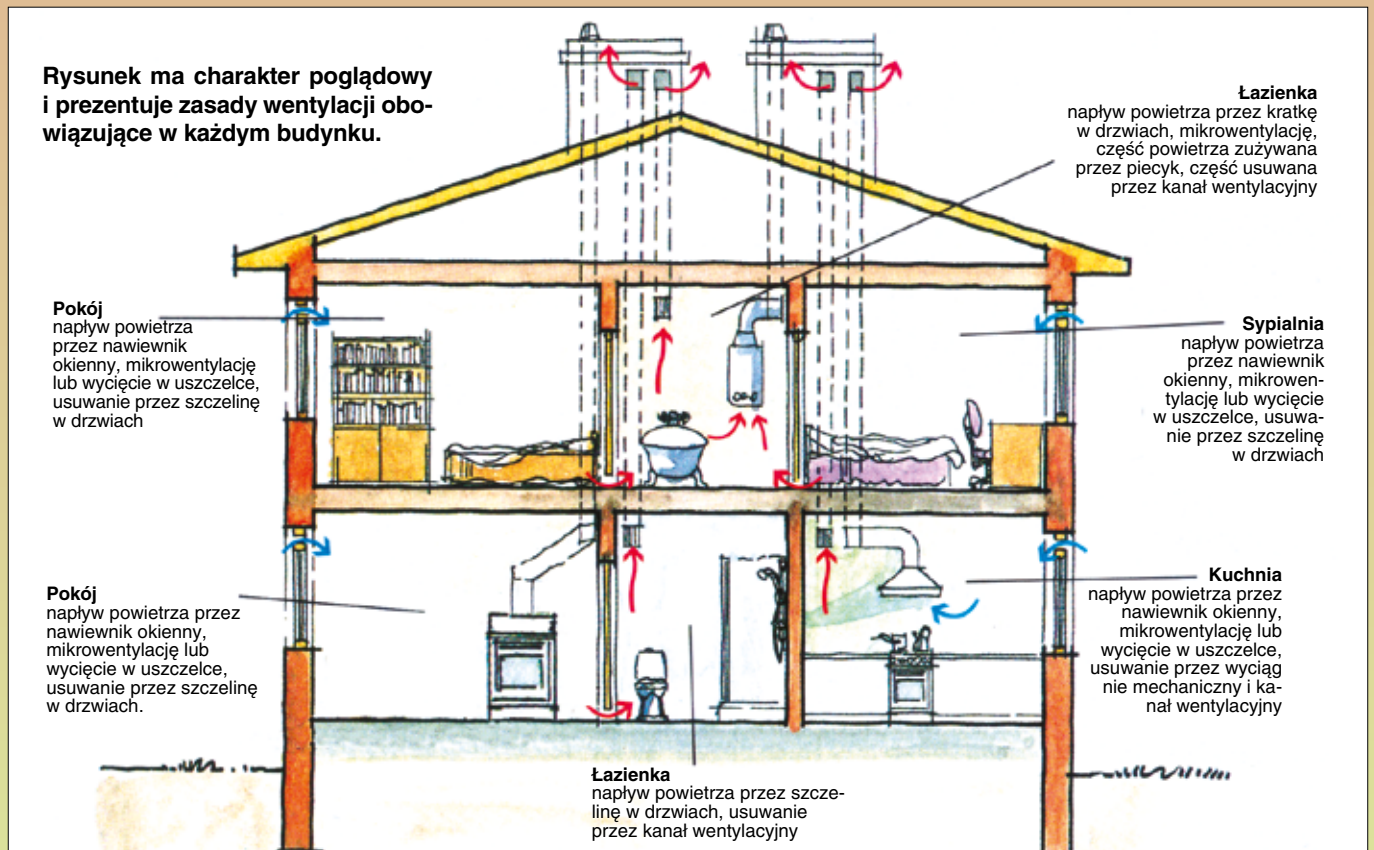 Rysunek ma charakter poglądowy
i prezentuje zasady wentylacji obo-
wiązujące w każdym budynku.
Łazienka
napływ powietrza przez kratkę
w drzwiach, mikrowentylację,
część powietrza zużywana
przez piecyk, część usuwana
przez kanał wentylacyjny
Pokój
napływ powietrza
przez nawiewnik
okienny, mikrowentylację
lub wycięcie w uszczelce,
usuwanie przez szczelinę
w drzwiach
Sypialnia
napływ powietrza
przez nawiewnik
okienny, mikrowen-
tylację lub wycięcie
w uszczelce, usuwa-
nie przez szczelinę
w drzwiach
Pokój
napływ powietrza przez
nawiewnik okienny,
mikrowentylację lub
wycięcie w uszczelce,
usuwanie przez szczelinę
w drzwiach.
Kuchnia
napływ powietrza przez
nawiewnik okienny,
mikrowentylację lub
wycięcie w uszczelce,
usuwanie przez wyciąg
nie mechaniczny i ka-
nał wentylacyjny
Łazienka
napływ powietrza przez szcze-
linę w drzwiach, usuwanie
przez kanał wentylacyjny